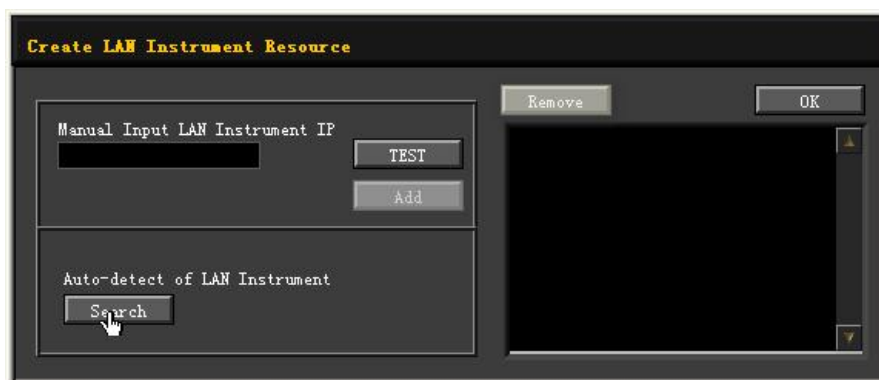 Create LAN Instrument Resource
Remove
OK
Manual Input LAN Instrument IP
TEST
Add
Auto-detect of LAN Instrument
Search